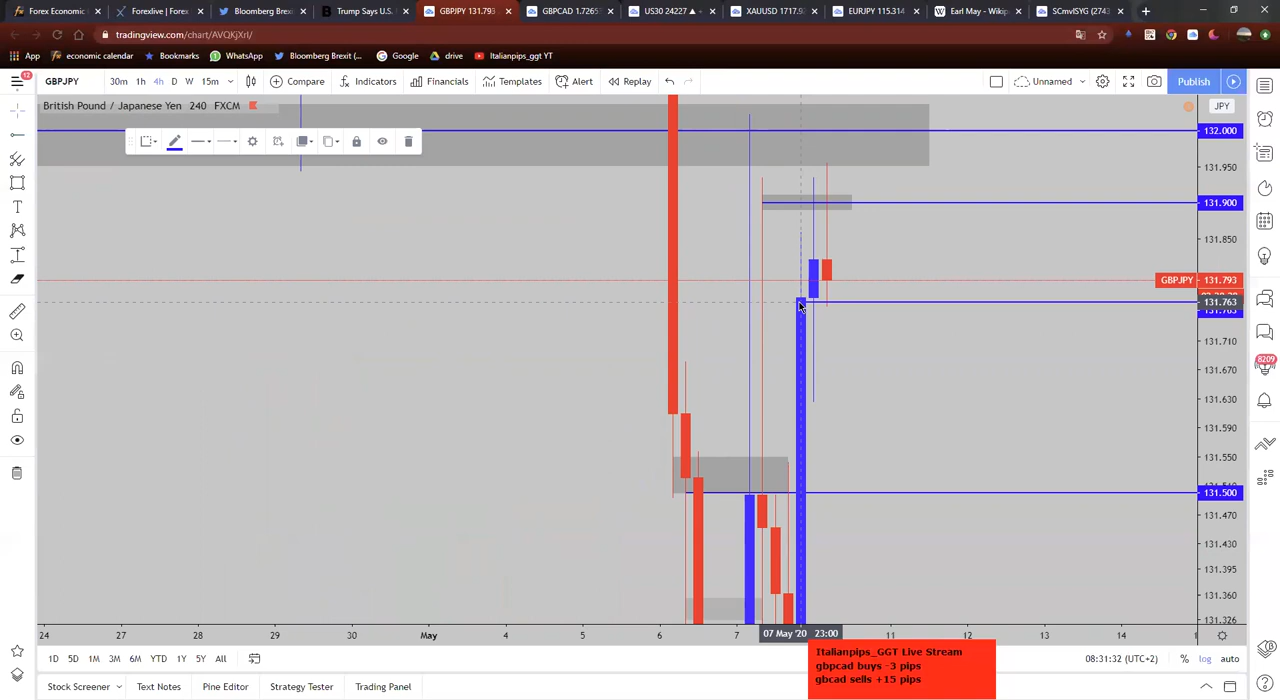 Forex Economic
Forexlive | Forex
Bloomberg Brexi
Trump Says U.S.
GBPJPY 131.793
GBPCAD 1.7265
US30 24227
XAUUSD 1717.9
EURJPY 115.314
Earl May - Wikip
SCmvISYG (2743
tradingview.com/chart/AVQKjXrI/
App
economic calendar
Bookmarks
WhatsApp
Bloomberg Brexit (...
Google
drive
Italianpips_ggt YT
12
GBPJPY
30m 1h 4h D W 15m
Compare
Indicators
Financials
Templates
Alert
Replay
Unnamed
Publish
British Pound / Japanese Yen 240 FXCM
JPY
132.000
131.950
131.900
131.850
GBPJPY 131.793
131.763
131.710
131.670
131.630
131.590
131.550
131.500
131.470
131.430
131.395
131.360
131.326
8209
24 27 28 29 30 May 4 5 6 7 07 May '20 23:00 11 12 13 14
1D 5D 1M 3M 6M YTD 1Y 5Y All
08:31:32 (UTC+2)
% log auto
Italianpips_GGT Live Stream
gbpcad buys -3 pips
gbcad sells +15 pips
Stock Screener
Text Notes
Pine Editor
Strategy Tester
Trading Panel